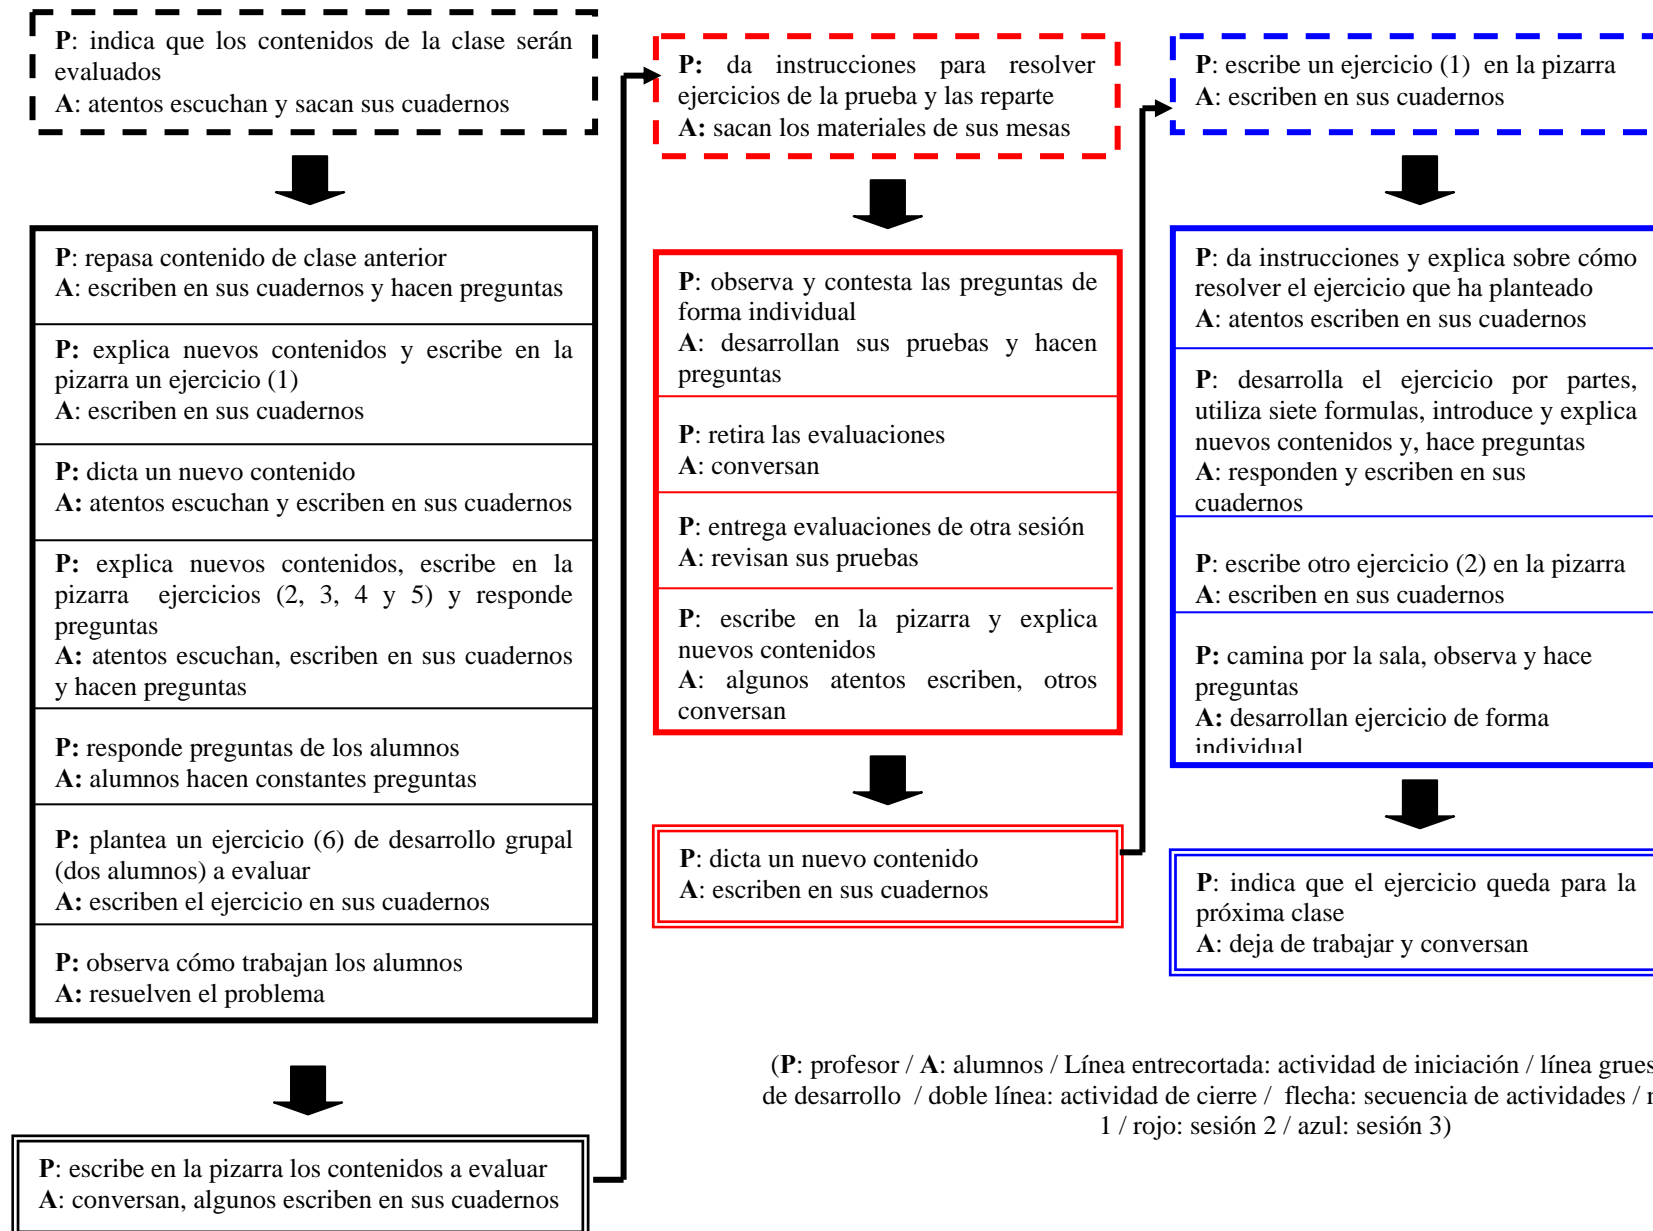 P: indica que los contenidos de la clase serán
evaluados
A: atentos escuchan y sacan sus cuadernos
P: repasa contenido de clase anterior
A: escriben en sus cuadernos y hacen preguntas
P: explica nuevos contenidos y escribe en la
pizarra un ejercicio (1)
A: escriben en sus cuadernos
P: dicta un nuevo contenido
A: atentos escuchan y escriben en sus cuadernos
P: explica nuevos contenidos, escribe en la
pizarra ejercicios (2, 3, 4 y 5) y responde
preguntas
A: atentos escuchan, escriben en sus cuadernos
y hacen preguntas
P: responde preguntas de los alumnos
A: alumnos hacen constantes preguntas
P: plantea un ejercicio (6) de desarrollo grupal
(dos alumnos) a evaluar
A: escriben el ejercicio en sus cuadernos
P: observa cómo trabajan los alumnos
A: resuelven el problema
P: escribe en la pizarra los contenidos a evaluar
A: conversan, algunos escriben en sus cuadernos
P: da instrucciones para resolver
ejercicios de la prueba y las reparte
A: sacan los materiales de sus mesas
P: observa y contesta las preguntas de
forma individual
A: desarrollan sus pruebas y hacen
preguntas
P: retira las evaluaciones
A: conversan
P: entrega evaluaciones de otra sesión
A: revisan sus pruebas
P: escribe en la pizarra y explica
nuevos contenidos
A: algunos atentos escriben, otros
conversan
P: dicta un nuevo contenido
A: escriben en sus cuadernos
P: escribe un ejercicio (1) en la pizarra
A: escriben en sus cuadernos
P: da instrucciones y explica sobre cómo
resolver el ejercicio que ha planteado
A: atentos escriben en sus cuadernos
P: desarrolla el ejercicio por partes,
utiliza siete formulas, introduce y explica
nuevos contenidos y, hace preguntas
A: responden y escriben en sus
cuadernos
P: escribe otro ejercicio (2) en la pizarra
A: escriben en sus cuadernos
P: camina por la sala, observa y hace
preguntas
A: desarrollan ejercicio de forma
individual
P: indica que el ejercicio queda para la
próxima clase
A: deja de trabajar y conversan
(P: profesor / A: alumnos / Línea entrecortada: actividad de iniciación / línea
de desarrollo / doble línea: actividad de cierre / flecha: secuencia de actividades /
1 / rojo: sesión 2 / azul: sesión 3)